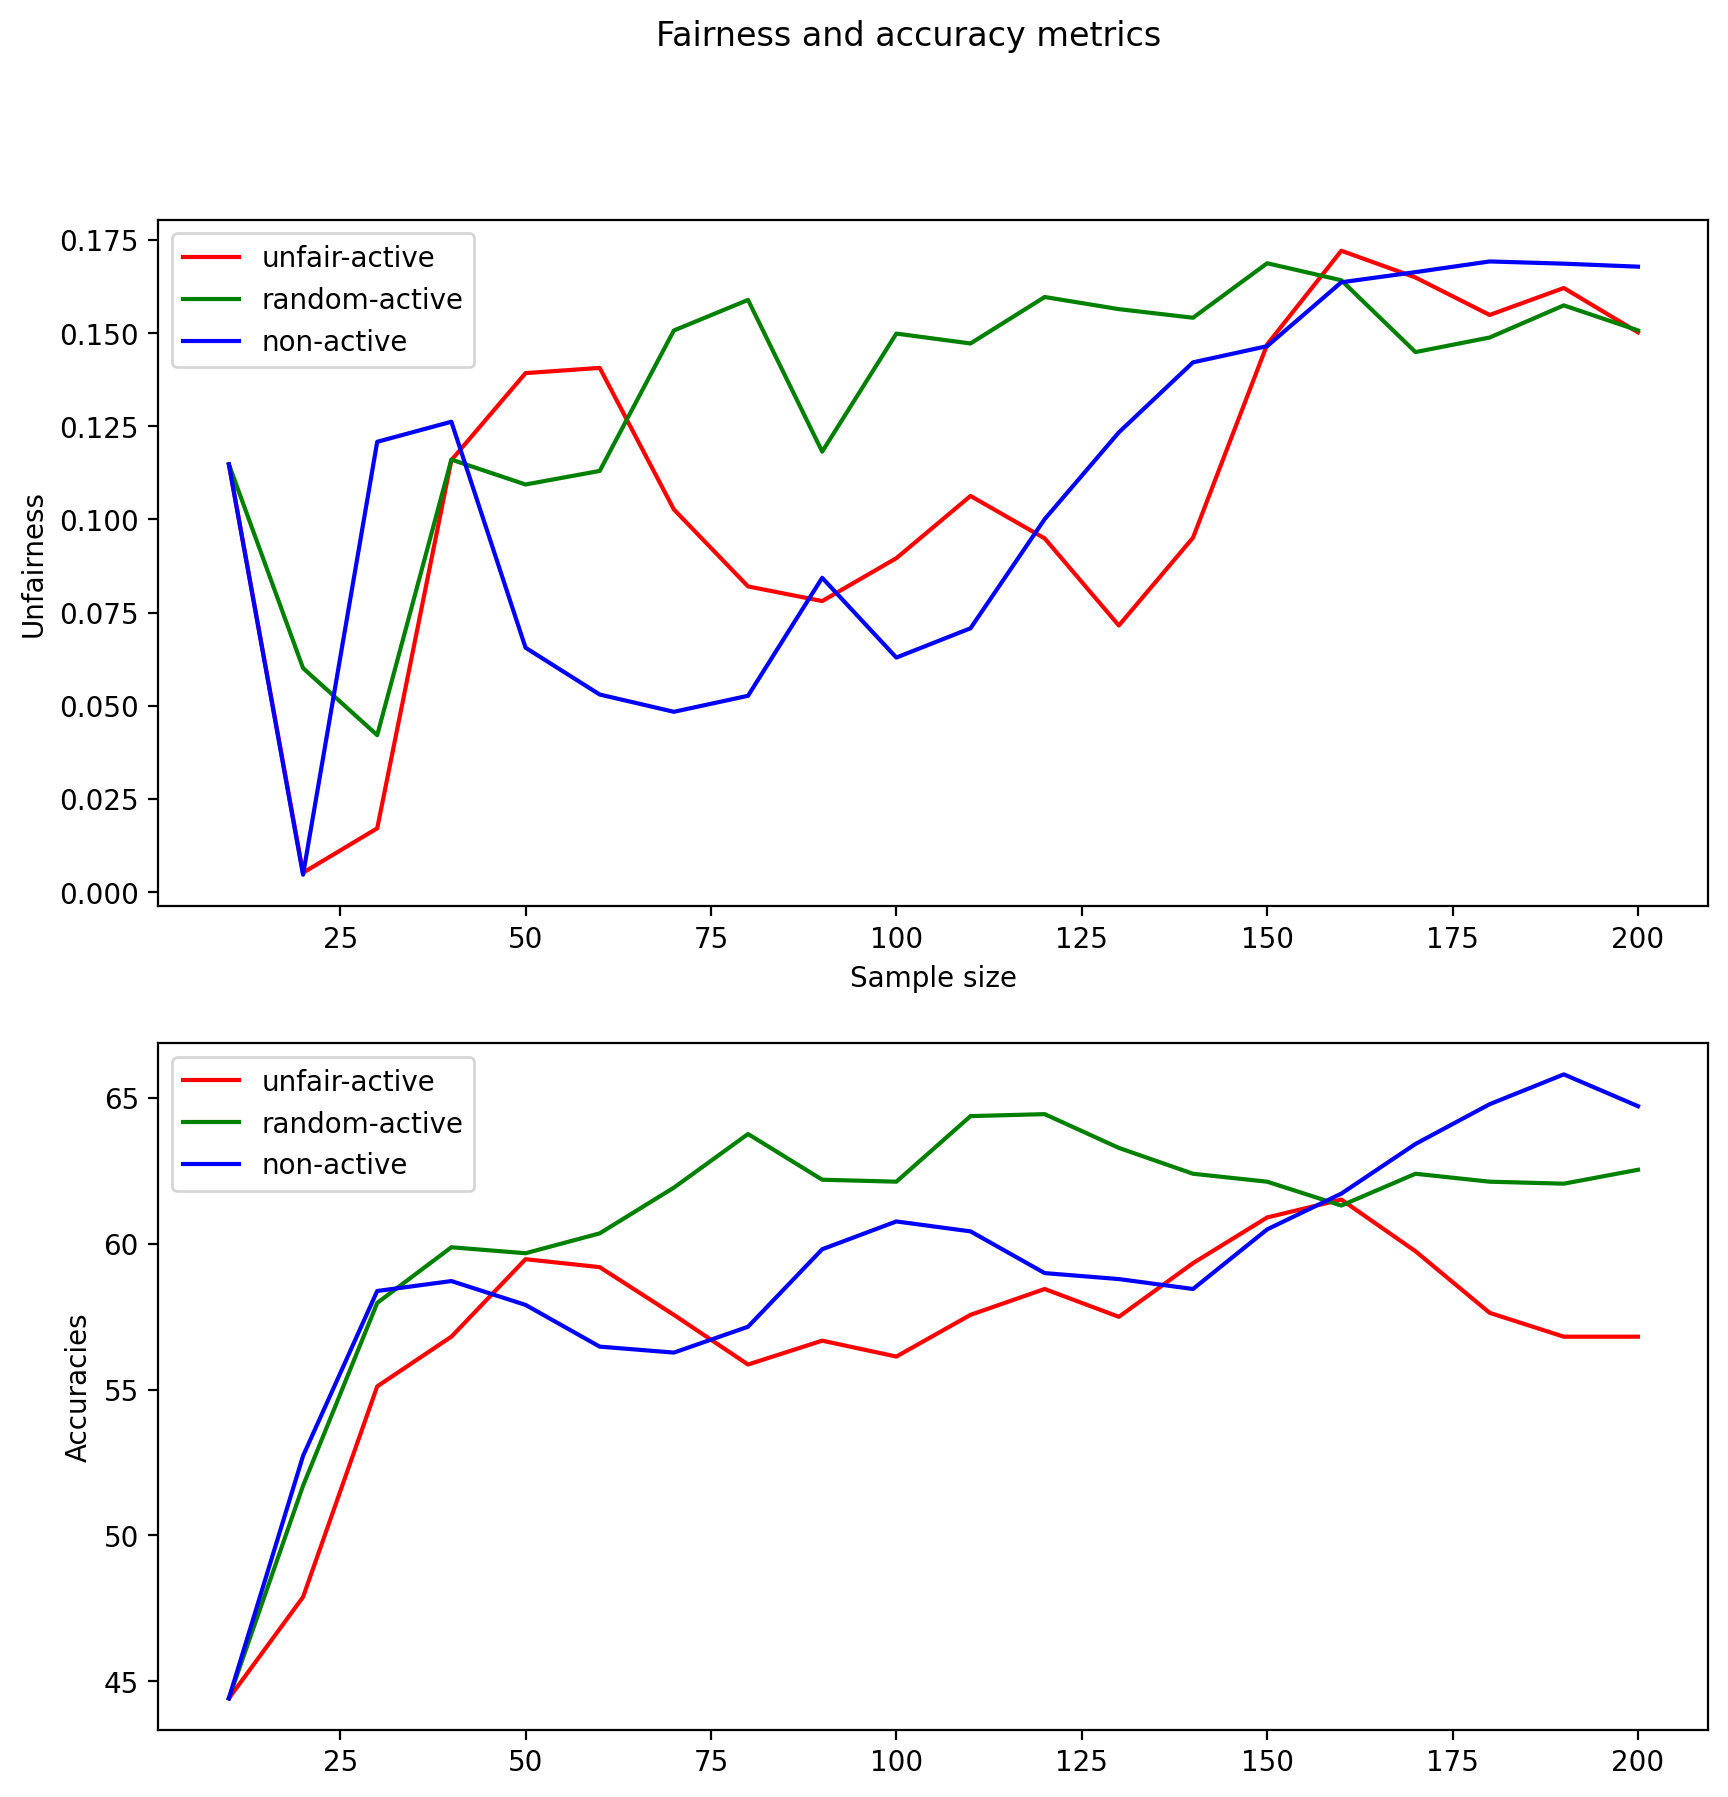 Fairness and accuracy metrics
unfair-active
random-active
non-active
0.175
0.150
0.125
0.100
0.075
0.050
0.025
0.000
Unfairness
25 50 75 100 125 150 175 200
Sample size
unfair-active
random-active
non-active
65
60
55
50
45
Accuracies
25 50 75 100 125 150 175 200